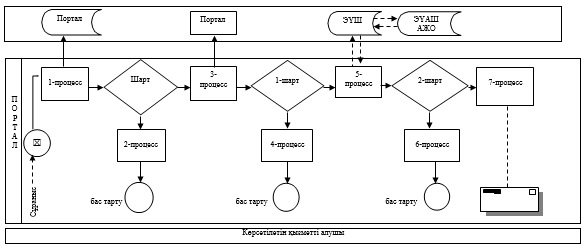 Портал
Портал
ЭҮШ
ЭҮАШ
АЖО
1-процесс
Шарт
3-
процесс
1-шарт
5-
процесс
2-шарт
7-процесс
ПОРТАЛ
2-процесс
4-процесс
6-процесс
Сұраныс
бас тарту
бас тарту
бас тарту
Көрсетілетін қызметті алушы